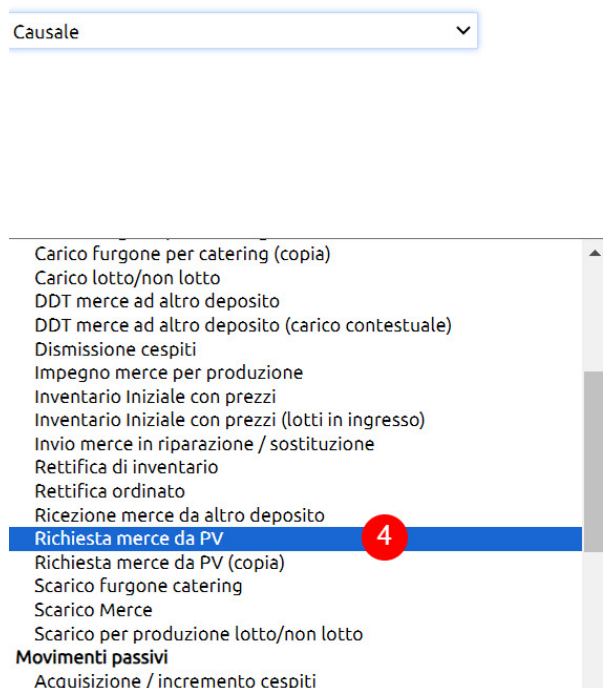 Causale
Carico furgone per catering (copia)
Carico lotto/non lotto
DDT merce ad altro deposito
DDT merce ad altro deposito (carico contestuale)
Dismissione cespiti
Impegno merce per produzione
Inventario Iniziale con prezzi
Inventario Iniziale con prezzi (lotti in ingresso)
Invio merce in riparazione / sostituzione
Rettifica di inventario
Rettifica ordinato
Ricezione merce da altro deposito
Richiesta merce da PV 4
Richiesta merce da PV (copia)
Scarico furgone catering
Scarico Merce
Scarico per produzione lotto/non lotto
Movimenti passivi
Acquisizione / incremento cespiti